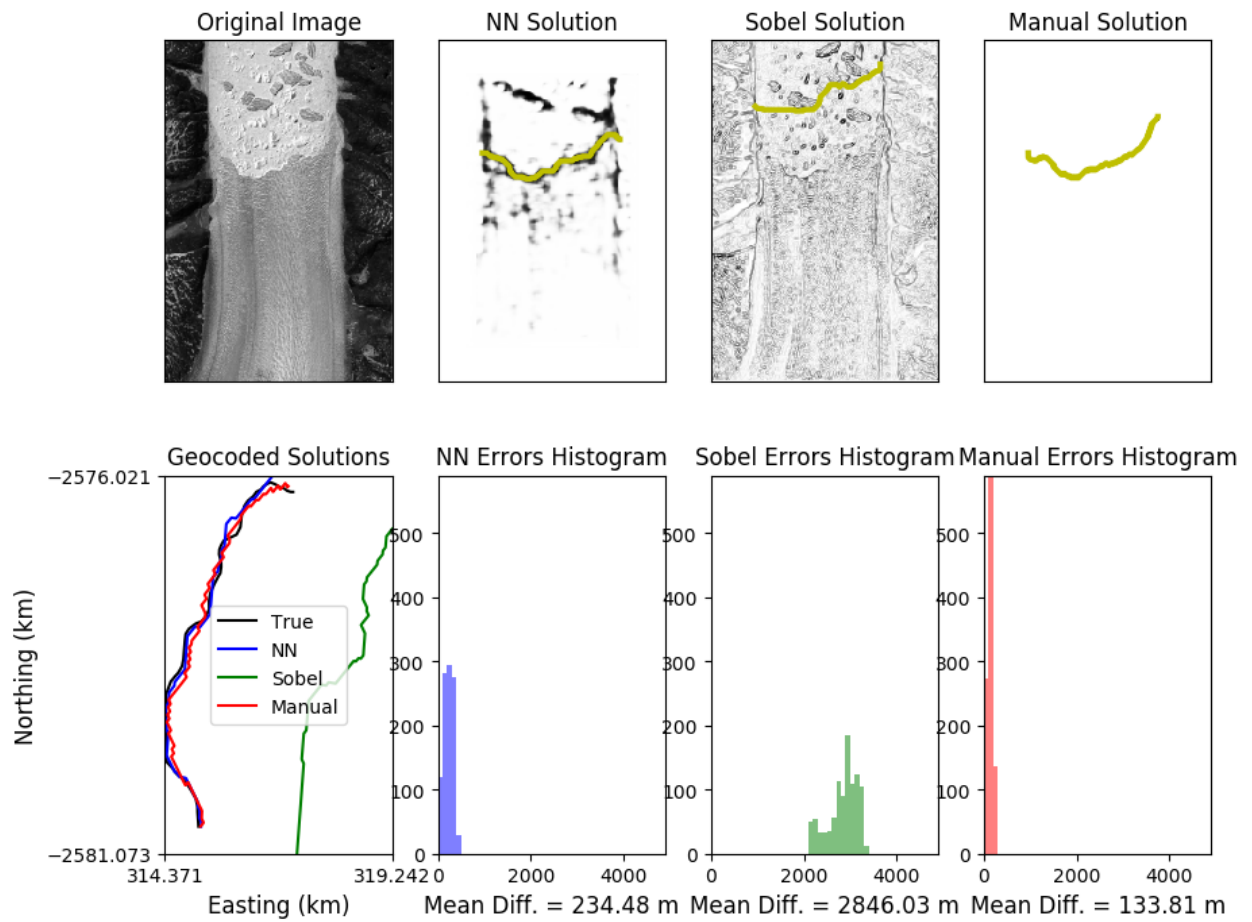 Original Image
NN Solution
Sobel Solution
Manual Solution
Geocoded Solutions
NN Errors Histogram
Sobel Errors Histogram
Manual Errors Histogram
−2576.021
−2581.073
314.371
319.242
Northing (km)
Easting (km)
True
NN
Sobel
Manual
500
400
300
200
100
0
0
2000
4000
Mean Diff. = 234.48 m
500
400
300
200
100
0
0
2000
4000
Mean Diff. = 2846.03 m
500
400
300
200
100
0
0
2000
4000
Mean Diff. = 133.81 m